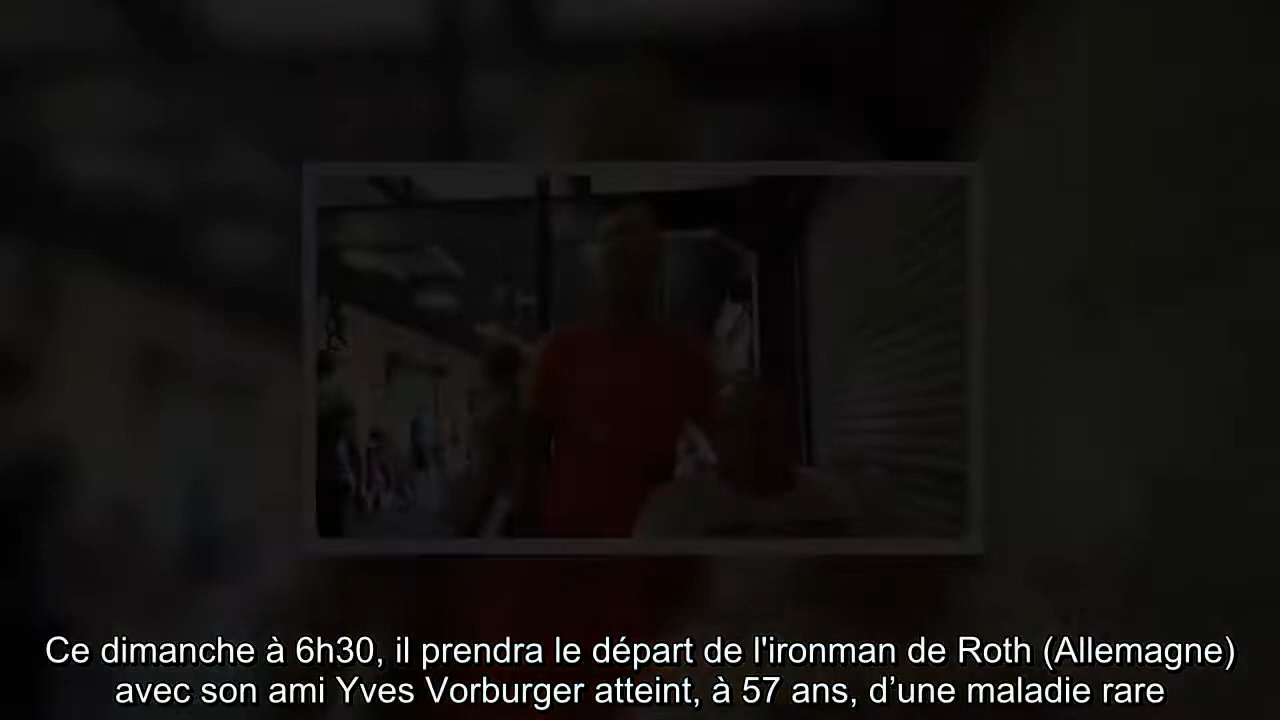 Ce dimanche à 6h30, il prendra le départ de l'ironman de Roth (Allemagne)
avec son ami Yves Vorburger atteint, à 57 ans, d’une maladie rare